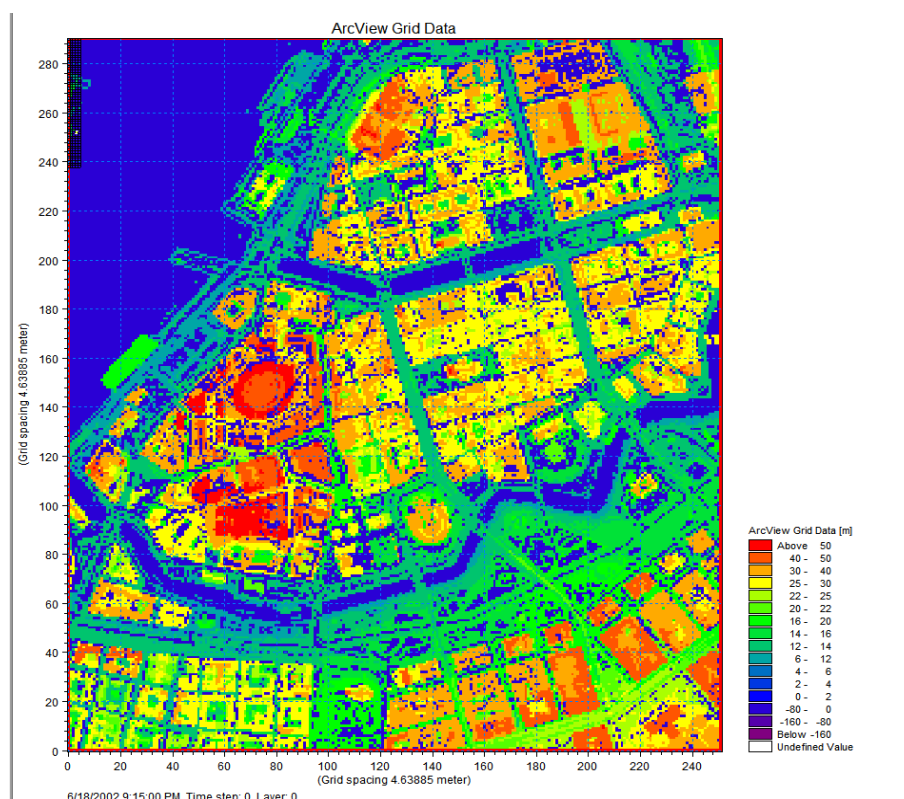 ArcView Grid Data
280
260
240
220
200
180
160
140
120
100
80
60
40
20
0
(Grid spacing 4.63885 meter)
0 20 40 60 80 100 120 140 160 180 200 220 240
(Grid spacing 4.63885 meter)
6/18/2002 9:15:00 PM Time step: 0 Layer: 0
ArcView Grid Data [m]
Above 50
40 - 50
30 - 40
25 - 30
22 - 25
20 - 22
16 - 20
14 - 16
12 - 14
6 - 12
4 - 6
2 - 4
0 - 2
-80 - 0
-160 - -80
Below -160
Undefined Value